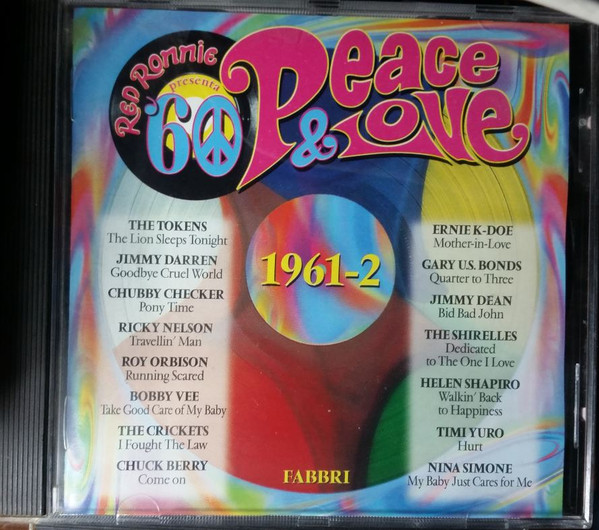 RED RONNIE
presenta
'60
Peace
& Love
1961-2
THE TOKENS
The Lion Sleeps Tonight
JIMMY DARREN
Goodbye Cruel World
CHUBBY CHECKER
Pony Time
RICKY NELSON
Travellin' Man
ROY ORBISON
Running Scared
BOBBY VEE
Take Good Care of My Baby
THE CRICKETS
I Fought The Law
CHUCK BERRY
Come on
ERNIE K-DOE
Mother-in-Love
GARY U.S. BONDS
Quarter to Three
JIMMY DEAN
Bid Bad John
THE SHIRELLES
Dedicated
to The One I Love
HELEN SHAPIRO
Walkin' Back
to Happiness
TIMI YURO
Hurt
NINA SIMONE
My Baby Just Cares for Me
FABBRI